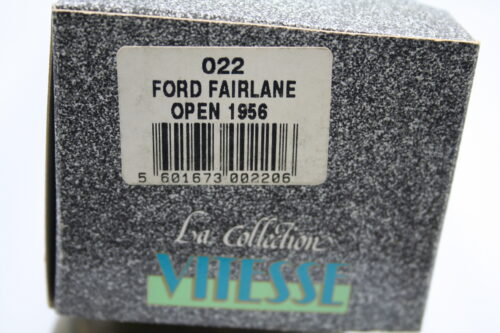 022
FORD FAIRLANE
OPEN 1956
5 601673 002206
La Collection
VITESSE